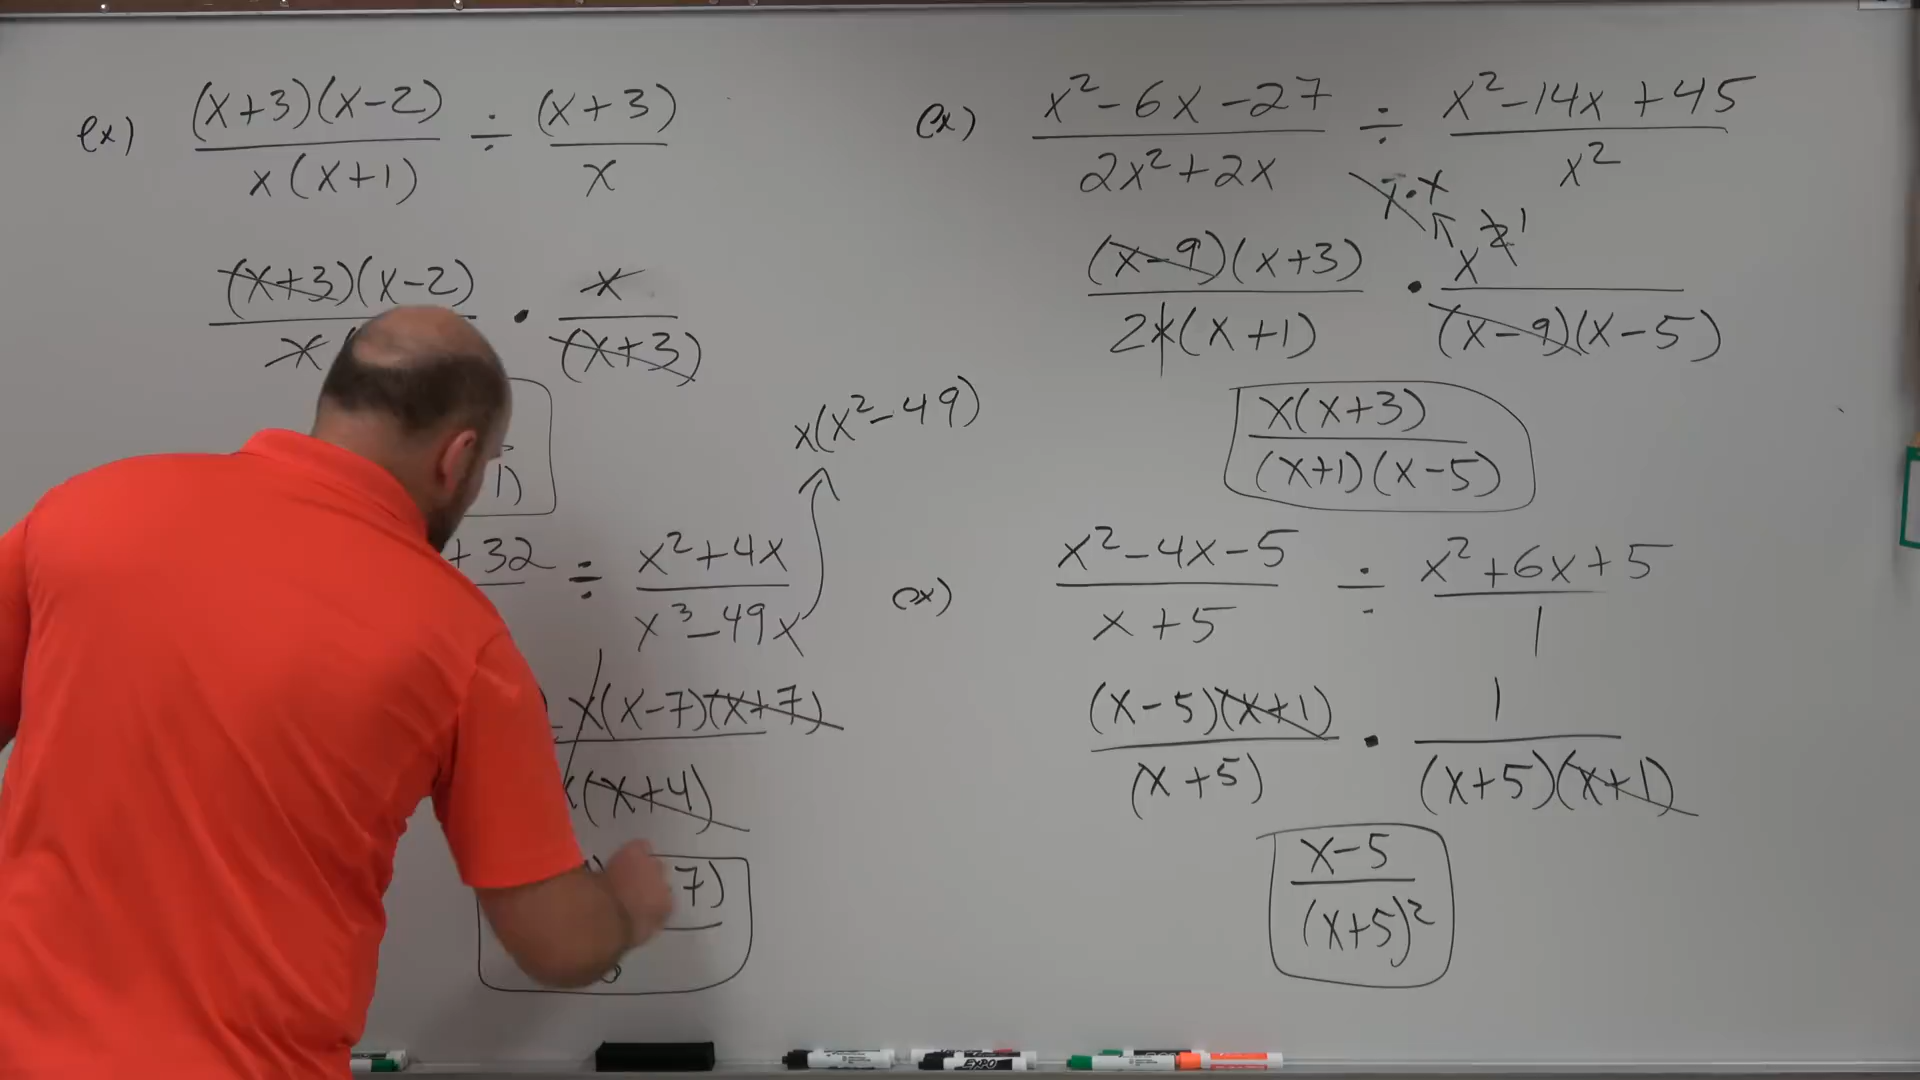 ex) (x+3)(x-2) ÷ (x+3)
x(x+1) x
(x+3)(x-2) • x
x (x+3)
1)
x(x²-49)
+32 ÷ x²+4x
x³-49x
x(x-7)(x+7)
(x+4)
7)
ex) x²-6x-27 ÷ x²-14x+45
2x²+2x x²
x•x
(x-9)(x+3) • x² 1
2x(x+1) (x-9)(x-5)
x(x+3)
(x+1)(x-5)
ex) x²-4x-5 ÷ x²+6x+5
x+5 1
(x-5)(x+1) • 1
(x+5) (x+5)(x+1)
x-5
(x+5)²
EXPO